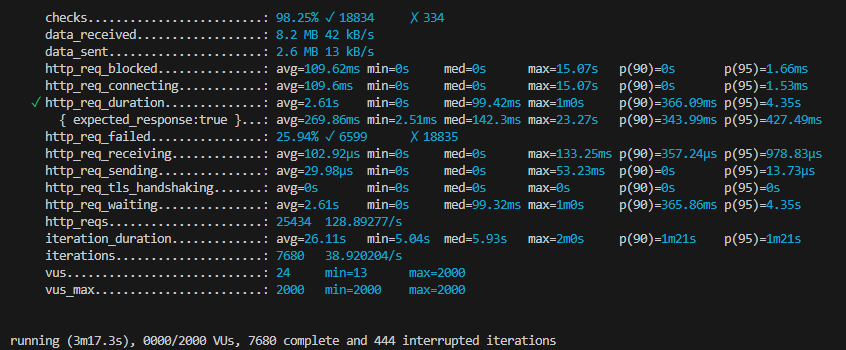 checks.........................: 98.25% ✓ 18834 ✗ 334
data_received..................: 8.2 MB 42 kB/s
data_sent......................: 2.6 MB 13 kB/s
http_req_blocked...............: avg=109.62ms min=0s med=0s max=15.07s p(90)=0s p(95)=1.66ms
http_req_connecting............: avg=109.6ms min=0s med=0s max=15.07s p(90)=0s p(95)=1.53ms
✓ http_req_duration..............: avg=2.61s min=0s med=99.42ms max=1m0s p(90)=366.09ms p(95)=4.35s
{ expected_response:true }...: avg=269.86ms min=2.51ms med=142.3ms max=23.27s p(90)=343.99ms p(95)=427.49ms
http_req_failed................: 25.94% ✓ 6599 ✗ 18835
http_req_receiving.............: avg=102.92µs min=0s med=0s max=133.25ms p(90)=357.24µs p(95)=978.83µs
http_req_sending...............: avg=29.98µs min=0s med=0s max=53.23ms p(90)=0s p(95)=13.73µs
http_req_tls_handshaking.......: avg=0s min=0s med=0s max=0s p(90)=0s p(95)=0s
http_req_waiting...............: avg=2.61s min=0s med=99.32ms max=1m0s p(90)=365.86ms p(95)=4.35s
http_reqs......................: 25434 128.89277/s
iteration_duration.............: avg=26.11s min=5.04s med=5.93s max=2m0s p(90)=1m21s p(95)=1m21s
iterations.....................: 7680 38.920204/s
vus............................: 24 min=13 max=2000
vus_max........................: 2000 min=2000 max=2000
running (3m17.3s), 0000/2000 VUs, 7680 complete and 444 interrupted iterations